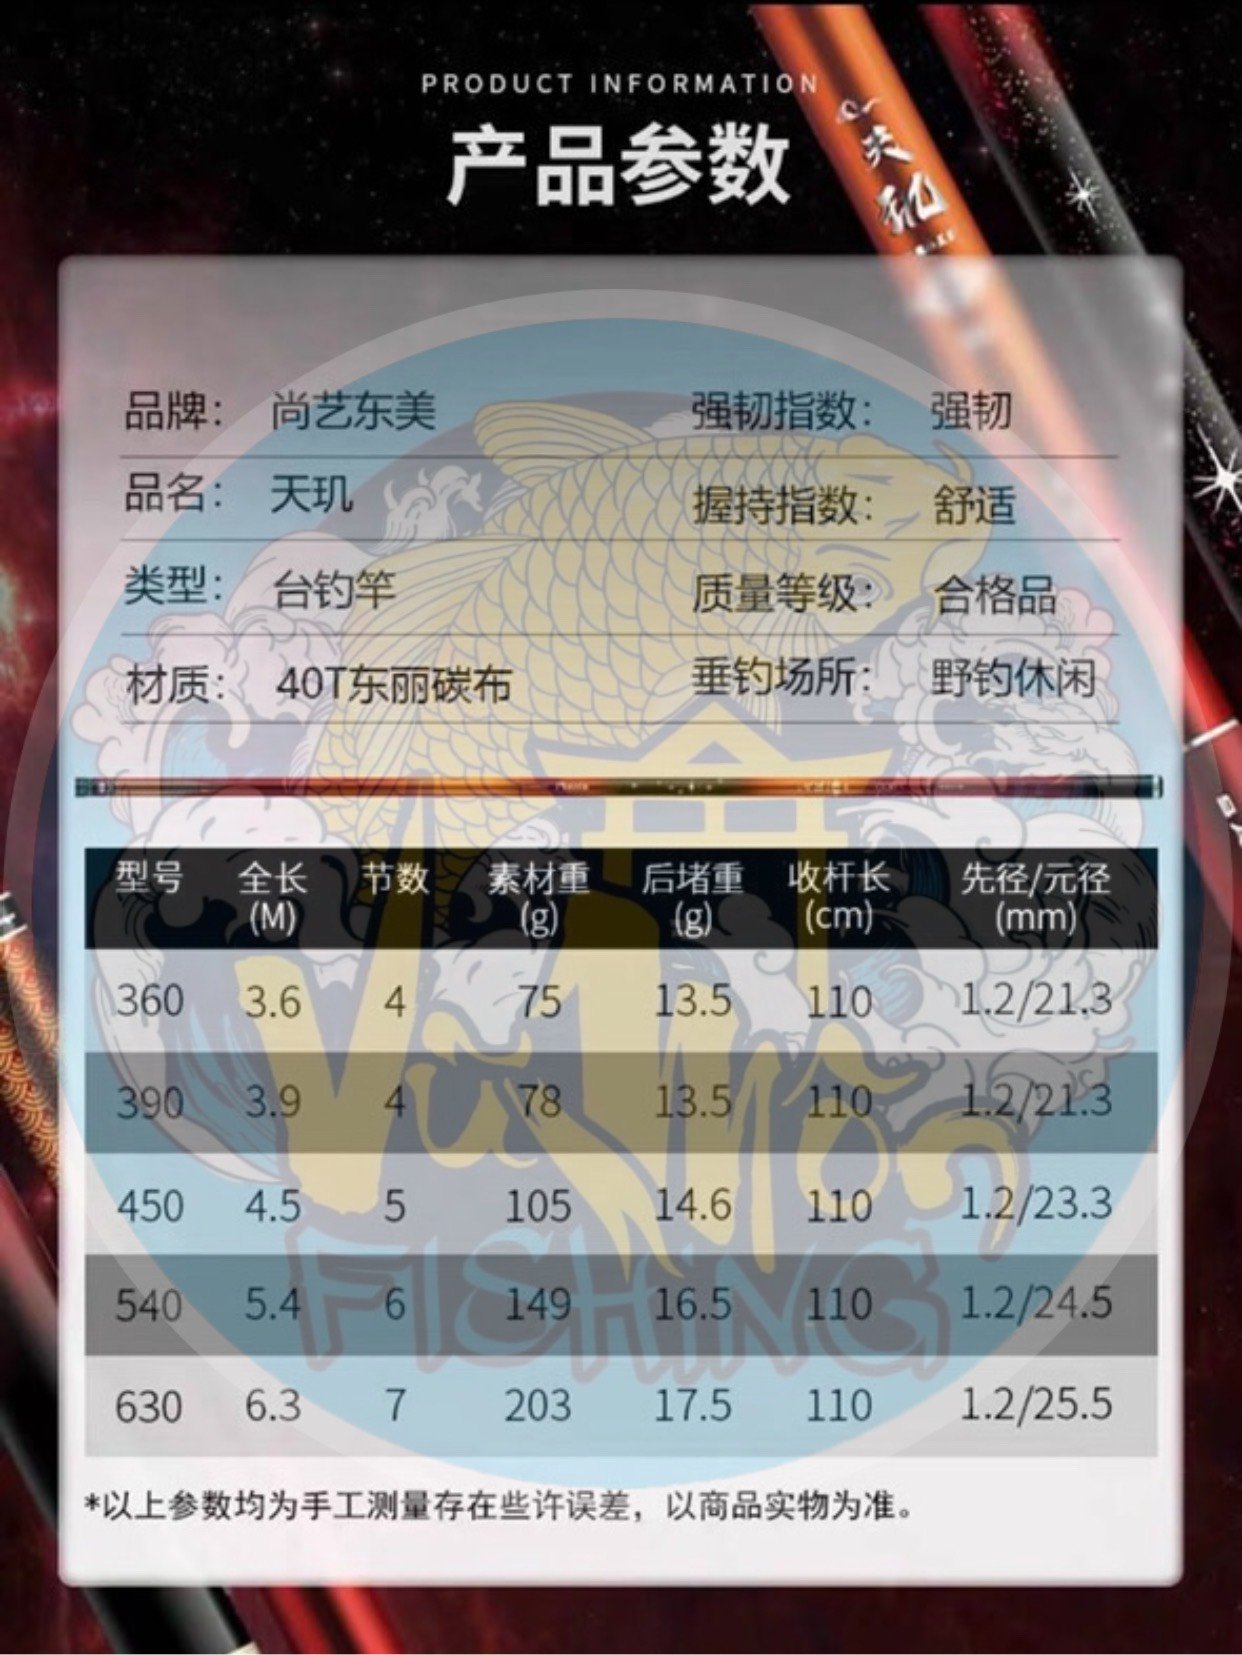 PRODUCT INFORMATION
产品参数
天玑
品牌： 尚艺东美 强韧指数： 强韧
品名： 天玑 握持指数： 舒适
类型： 台钓竿 质量等级： 合格品
材质： 40T东丽碳布 垂钓场所： 野钓休闲
型号 全长(M) 节数 素材重(g) 后堵重(g) 收杆长(cm) 先径/元径(mm)
360 3.6 4 75 13.5 110 1.2/21.3
390 3.9 4 78 13.5 110 1.2/21.3
450 4.5 5 105 14.6 110 1.2/23.3
540 5.4 6 149 16.5 110 1.2/24.5
630 6.3 7 203 17.5 110 1.2/25.5
FISHING
*以上参数均为手工测量存在些许误差，以商品实物为准。